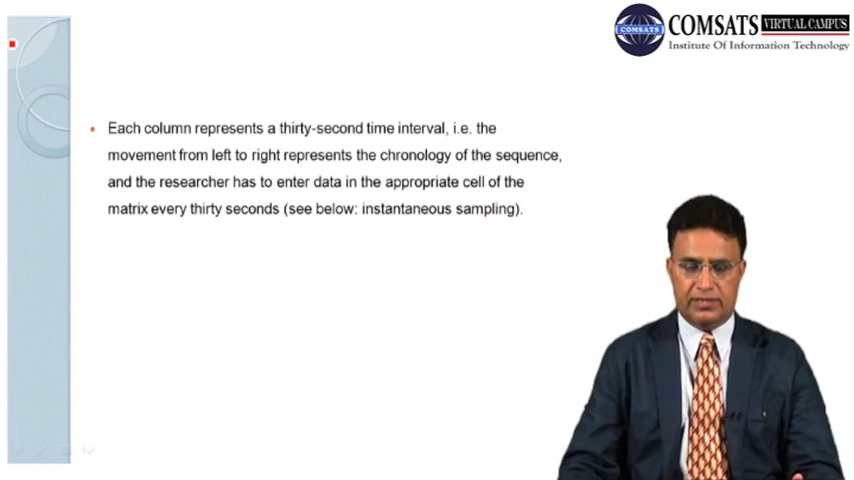 COMSATS
COMSATS VIRTUAL CAMPUS
Institute Of Information Technology
Each column represents a thirty-second time interval, i.e. the
movement from left to right represents the chronology of the sequence,
and the researcher has to enter data in the appropriate cell of the
matrix every thirty seconds (see below: instantaneous sampling).